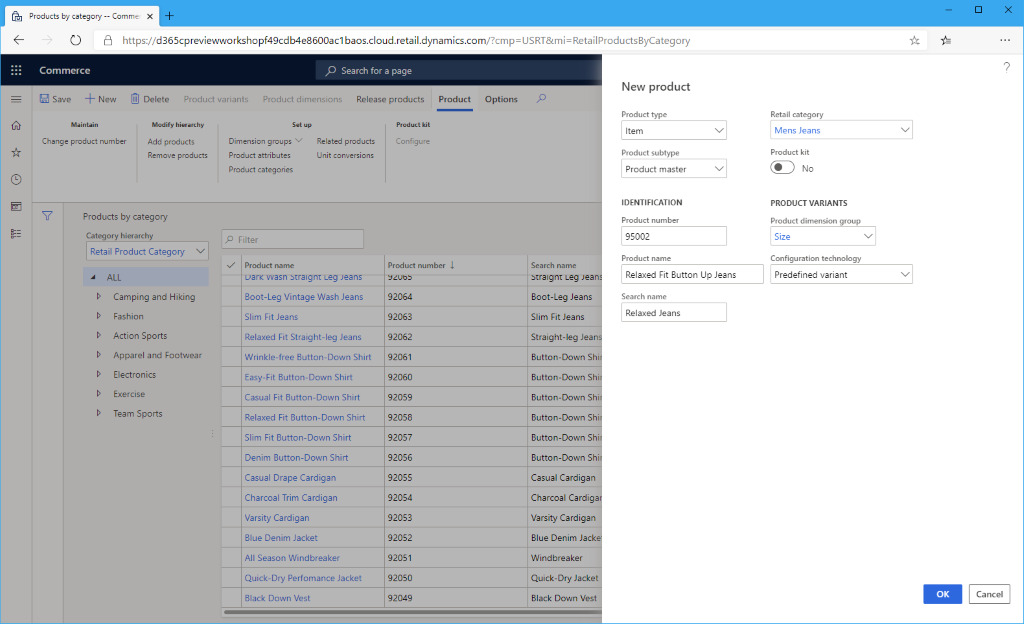 Products by category -- Comme
https://d365cpreviewworkshopf49cdb4e8600ac1baos.cloud.retail.dynamics.com/?cmp=USRT&mi=RetailProductsByCategory
Commerce
Search for a page
Save
New
Delete
Product variants
Product dimensions
Release products
Product
Options
Maintain
Change product number
Modify hierarchy
Add products
Remove products
Set up
Dimension groups
Product attributes
Product categories
Related products
Unit conversions
Product kit
Configure
Products by category
Category hierarchy
Retail Product Category
ALL
Camping and Hiking
Fashion
Action Sports
Apparel and Footwear
Electronics
Exercise
Team Sports
Filter
Product name Product number ↓ Search name
Dark Wash Straight Leg Jeans 92065 Straight Leg Jeans
Boot-Leg Vintage Wash Jeans 92064 Boot-Leg Jeans
Slim Fit Jeans 92063 Slim Fit Jeans
Relaxed Fit Straight-leg Jeans 92062 Straight-leg Jeans
Wrinkle-free Button-Down Shirt 92061 Button-Down Shi
Easy-Fit Button-Down Shirt 92060 Button-Down Shi
Casual Fit Button-Down Shirt 92059 Button-Down Shi
Relaxed Fit Button-Down Shirt 92058 Button-Down Shi
Slim Fit Button-Down Shirt 92057 Button-Down Shi
Denim Button-Down Shirt 92056 Button-Down Shi
Casual Drape Cardigan 92055 Casual Cardigan
Charcoal Trim Cardigan 92054 Charcoal Cardigan
Varsity Cardigan 92053 Varsity Cardigan
Blue Denim Jacket 92052 Blue Denim Jacke
All Season Windbreaker 92051 Windbreaker
Quick-Dry Perfomance Jacket 92050 Quick-Dry Jacket
Black Down Vest 92049 Black Down Vest
?
New product
Product type
Item
Product subtype
Product master
Retail category
Mens Jeans
Product kit
No
IDENTIFICATION
Product number
95002
Product name
Relaxed Fit Button Up Jeans
Search name
Relaxed Jeans
PRODUCT VARIANTS
Product dimension group
Size
Configuration technology
Predefined variant
OK
Cancel